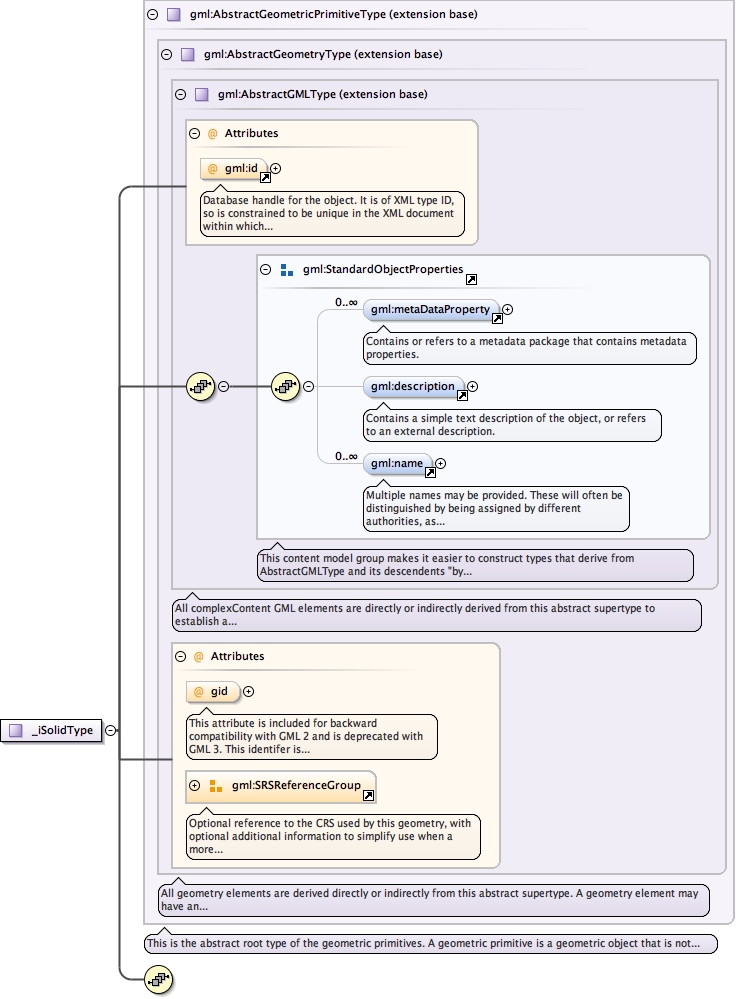 gml:AbstractGeometricPrimitiveType (extension base)
gml:AbstractGeometryType (extension base)
gml:AbstractGMLType (extension base)
@ Attributes
@ gml:id
Database handle for the object. It is of XML type ID,
so is constrained to be unique in the XML document
within which...
gml:StandardObjectProperties
0..∞
gml:metaDataProperty
Contains or refers to a metadata package that contains metadata
properties.
gml:description
Contains a simple text description of the object, or refers
to an external description.
0..∞
gml:name
Multiple names may be provided. These will often be
distinguished by being assigned by different
authorities, as...
This content model group makes it easier to construct types that derive from
AbstractGMLType and its descendents "by...
All complexContent GML elements are directly or indirectly derived from this abstract supertype to
establish a...
@ Attributes
@ gid
This attribute is included for backward
compatibility with GML 2 and is deprecated with
GML 3. This identifer is...
_iSolidType
gml:SRSReferenceGroup
Optional reference to the CRS used by this geometry, with
optional additional information to simplify use when a
more...
All geometry elements are derived directly or indirectly from this abstract supertype. A geometry element may
have an...
This is the abstract root type of the geometric primitives. A geometric primitive is a geometric object that is not...